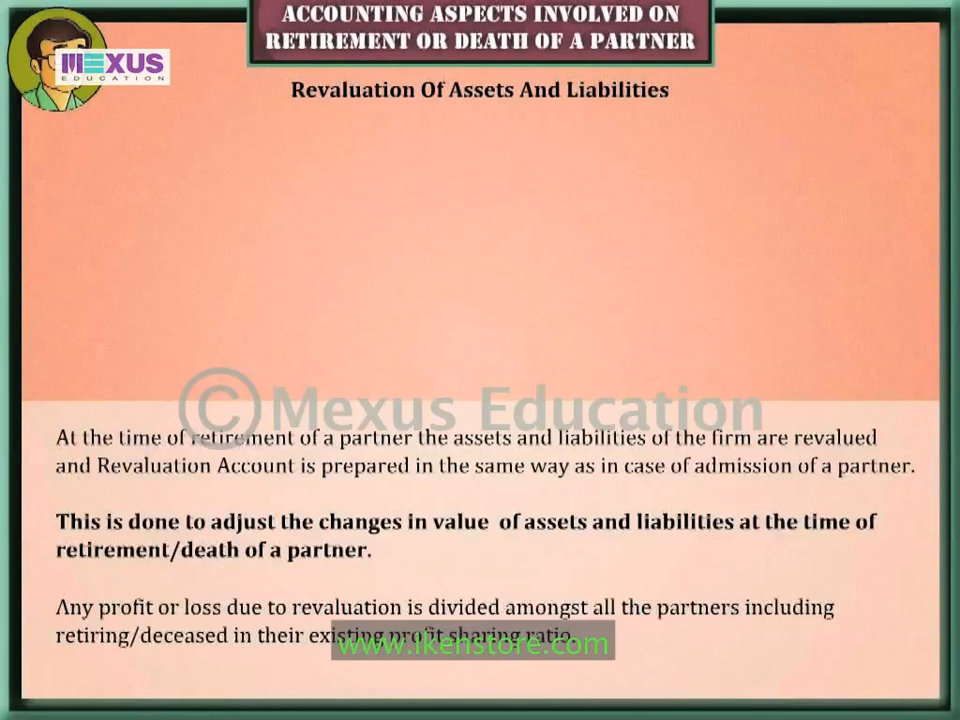 ACCOUNTING ASPECTS INVOLVED ON
RETIREMENT OR DEATH OF A PARTNER
MEXUS
EDUCATION
Revaluation Of Assets And Liabilities
© Mexus Education
At the time of retirement of a partner the assets and liabilities of the firm are revalued
and Revaluation Account is prepared in the same way as in case of admission of a partner.
This is done to adjust the changes in value of assets and liabilities at the time of
retirement/death of a partner.
Any profit or loss due to revaluation is divided amongst all the partners including
retiring/deceased in their existing profit sharing ratio.
www.ikenstore.com